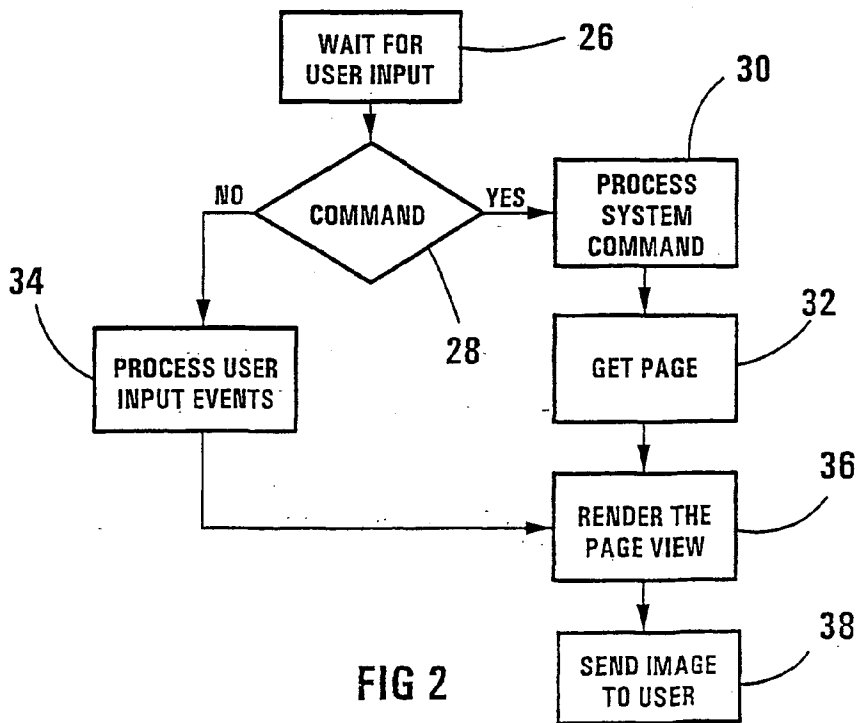 WAIT FOR
USER INPUT
26
30
NO
COMMAND
YES
PROCESS
SYSTEM
COMMAND
28
34
32
PROCESS USER
INPUT EVENTS
GET PAGE
36
RENDER THE
PAGE VIEW
38
SEND IMAGE
TO USER
FIG 2